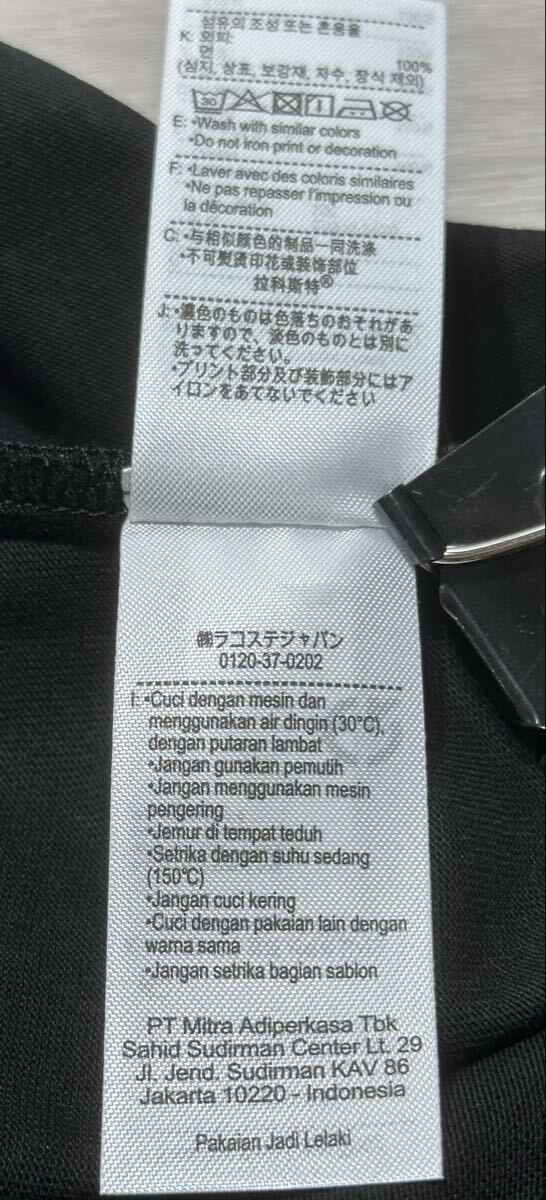 섬유의 조성 또는 혼용율
K: 외피:
면 100%
(심지, 상표, 보강재, 자수, 장식 제외)
30
E: •Wash with similar colors
•Do not iron print or decoration
F: •Laver avec des coloris similaires
•Ne pas repasser l'impression ou
la décoration
C: •与相似颜色的制品一同洗涤
•不可熨烫印花或装饰部位
拉科斯特®
J: •濃色のものは色落ちのおそれがあ
りますので、淡色のものとは別に
洗ってください。
•プリント部分及び装飾部分にはア
イロンをあてないでください
㈱ラコステジャパン
0120-37-0202
I: •Cuci dengan mesin dan
menggunakan air dingin (30°C),
dengan putaran lambat
•Jangan gunakan pemutih
•Jangan menggunakan mesin
pengering
•Jemur di tempat teduh
•Setrika dengan suhu sedang
(150°C)
•Jangan cuci kering
•Cuci dengan pakaian lain dengan
warna sama
•Jangan setrika bagian sablon
PT Mitra Adiperkasa Tbk
Sahid Sudirman Center Lt. 29
Jl. Jend. Sudirman KAV 86
Jakarta 10220 - Indonesia
Pakaian Jadi Lelaki